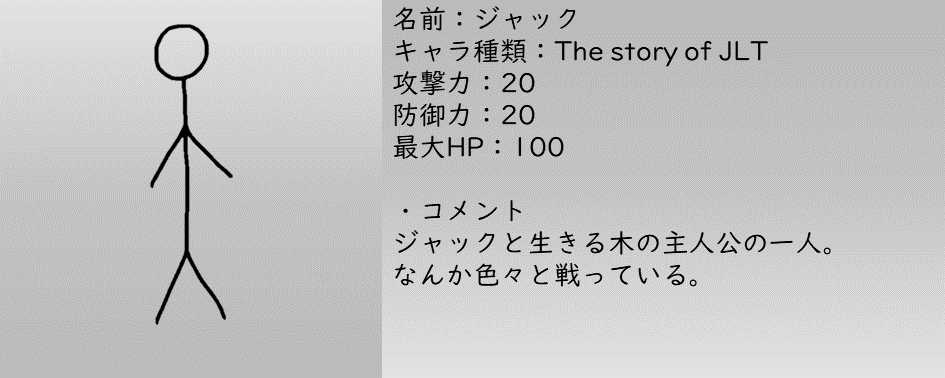 名前：ジャック
キャラ種類：The story of JLT
攻撃力：20
防御力：20
最大HP：100
・コメント
ジャックと生きる木の主人公の一人。
なんか色々と戦っている。